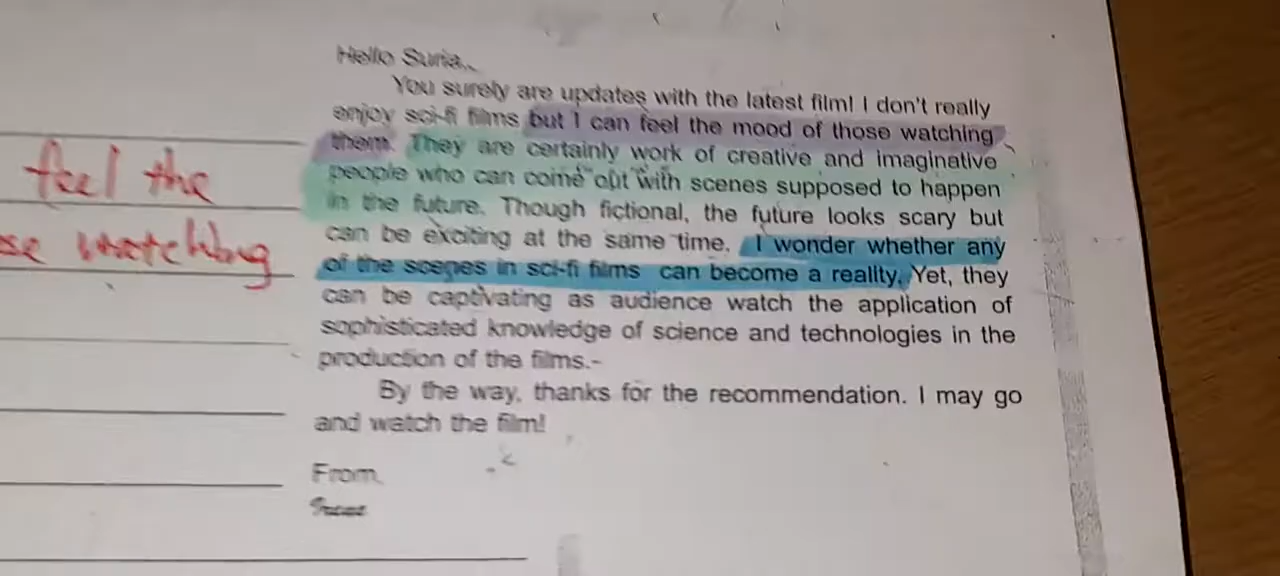 Hello Suria,
You surely are updates with the latest film! I don't really
enjoy sci-fi films but I can feel the mood of those watching
them. They are certainly work of creative and imaginative
people who can come out with scenes supposed to happen
in the future. Though fictional, the future looks scary but
can be exciting at the same time. I wonder whether any
of the scenes in sci-fi films can become a reality. Yet, they
can be captivating as audience watch the application of
sophisticated knowledge of science and technologies in the
production of the films.
By the way, thanks for the recommendation. I may go
and watch the film!
From,
Irene
feel the
se watching